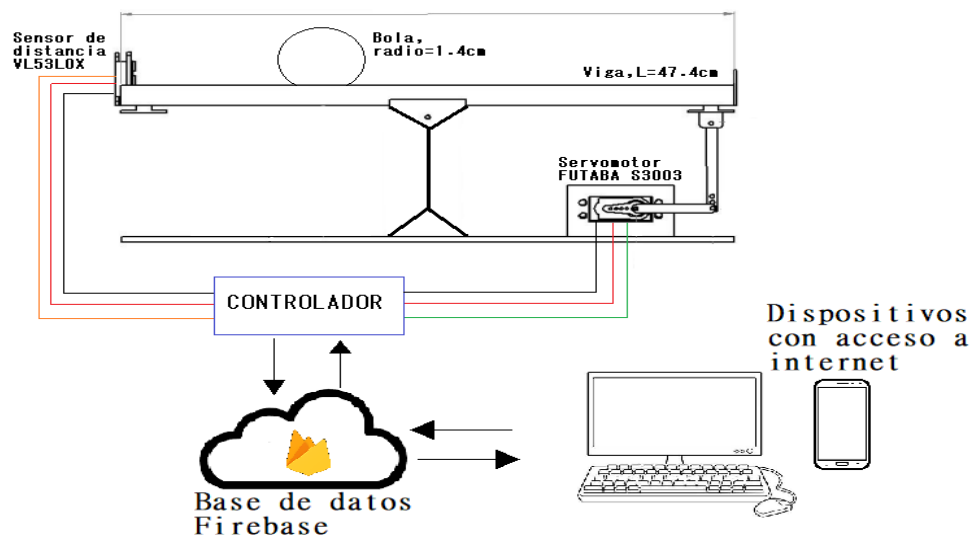 Sensor de
distancia
VL53L0X
Bola,
radio=1.4cm
Viga,L=47.4cm
Servomotor
FUTABA S3003
CONTROLADOR
Dispositivos
con acceso a
internet
Base de datos
Firebase